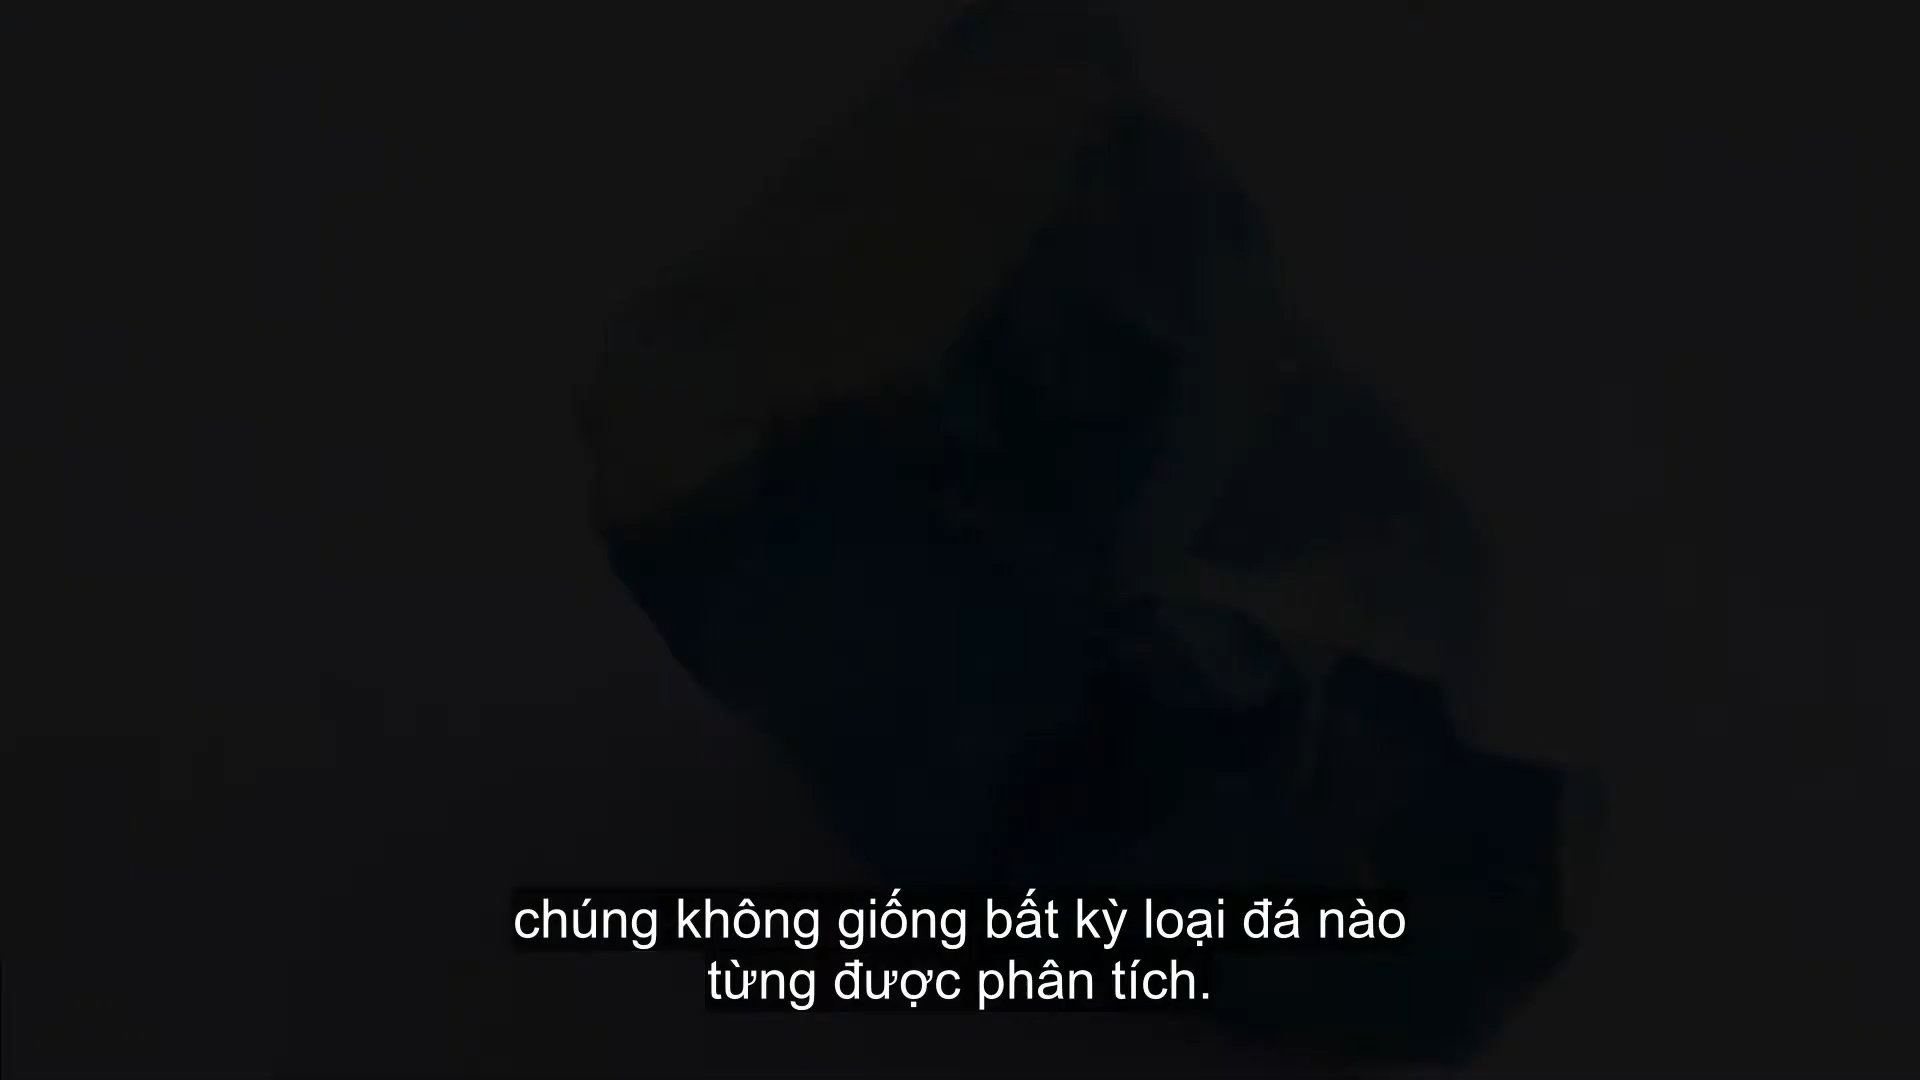 chúng không giống bất kỳ loại đá nào
từng được phân tích.